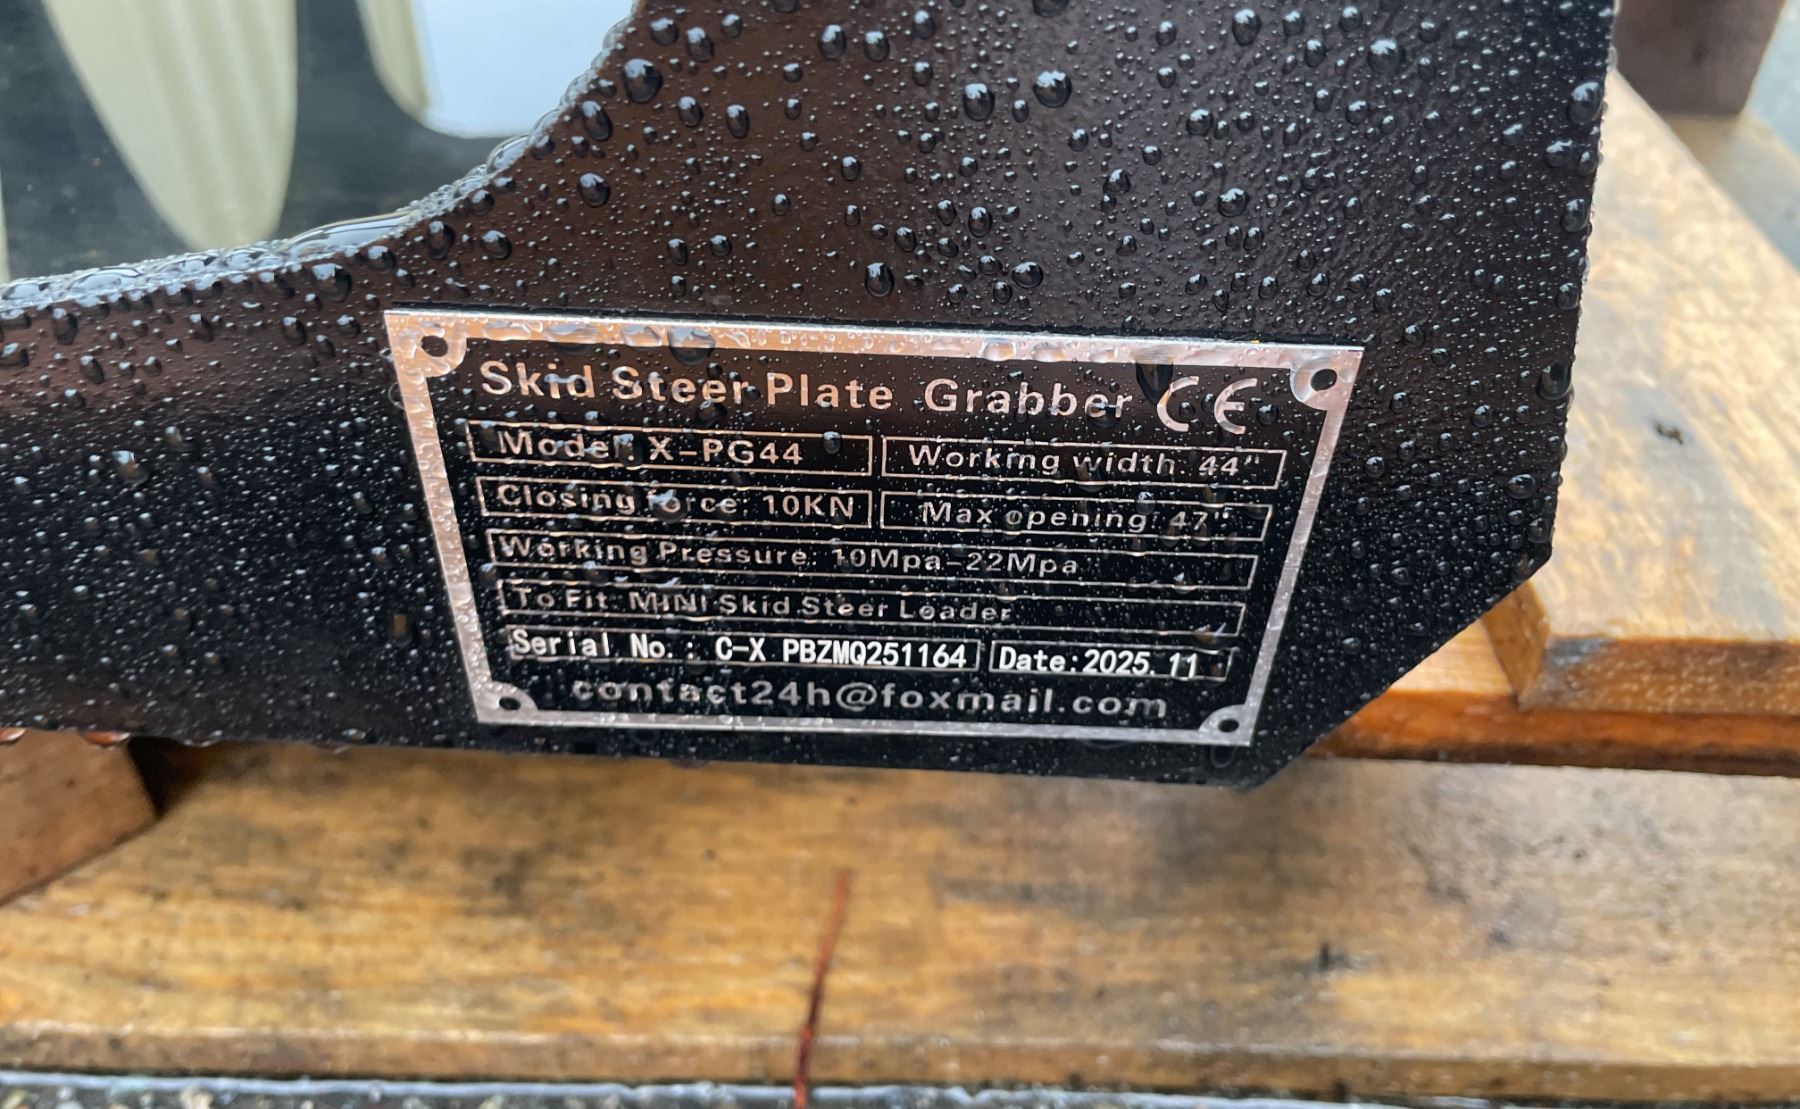 Skid Steer Plate Grabber CE
Model: X-PG44 Working width: 44"
Closing force: 10KN Max opening: 47"
Working Pressure: 10Mpa-22Mpa
To Fit: MINI Skid Steer Loader
Serial No.: C-X PBZMQ251164 Date:2025.11
contact24h@foxmail.com